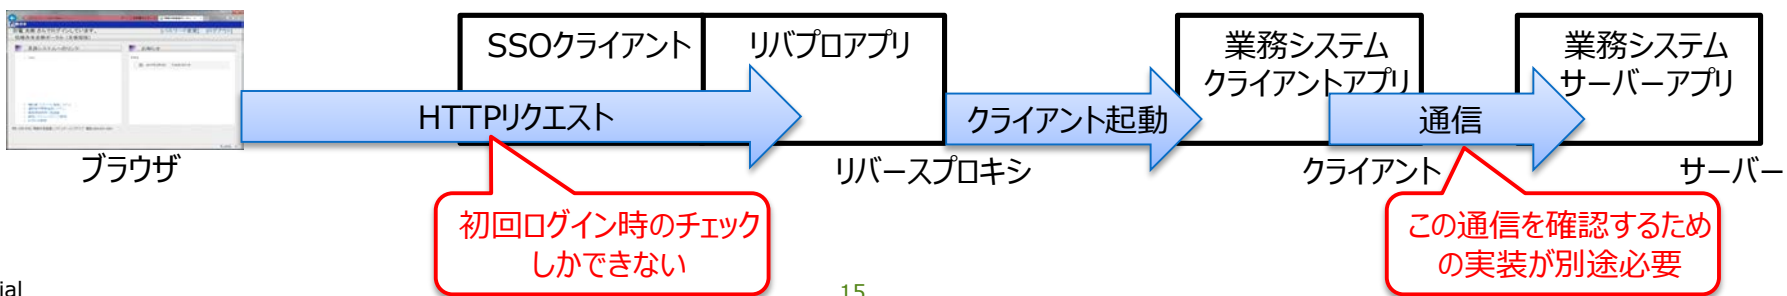 SSOクライアント
リバプロアプリ
業務システム
クライアントアプリ
業務システム
サーバーアプリ
HTTPリクエスト
クライアント起動
通信
ブラウザ
リバースプロキシ
クライアント
サーバー
初回ログイン時のチェック
しかできない
この通信を確認するため
の実装が別途必要
ial
15